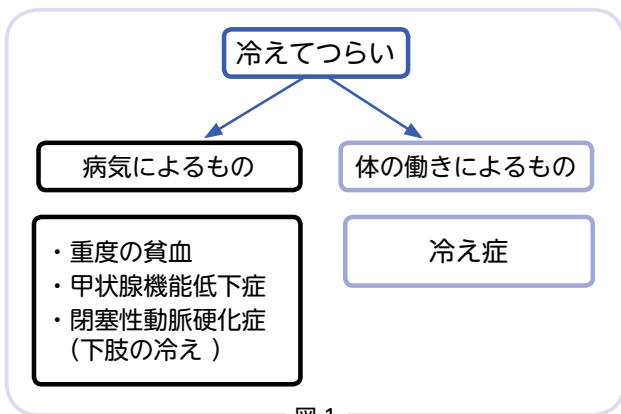 冷えてつらい
病気によるもの
体の働きによるもの
・重度の貧血
・甲状腺機能低下症
・閉塞性動脈硬化症
(下肢の冷え )
冷え症
図 1